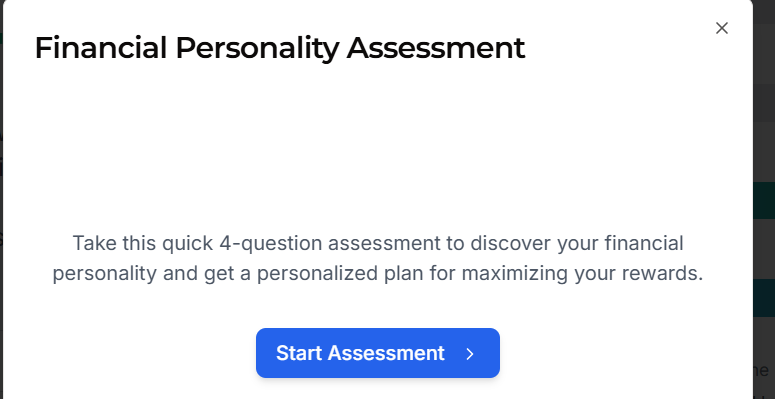 Financial Personality Assessment
Take this quick 4-question assessment to discover your financial
personality and get a personalized plan for maximizing your rewards.
Start Assessment